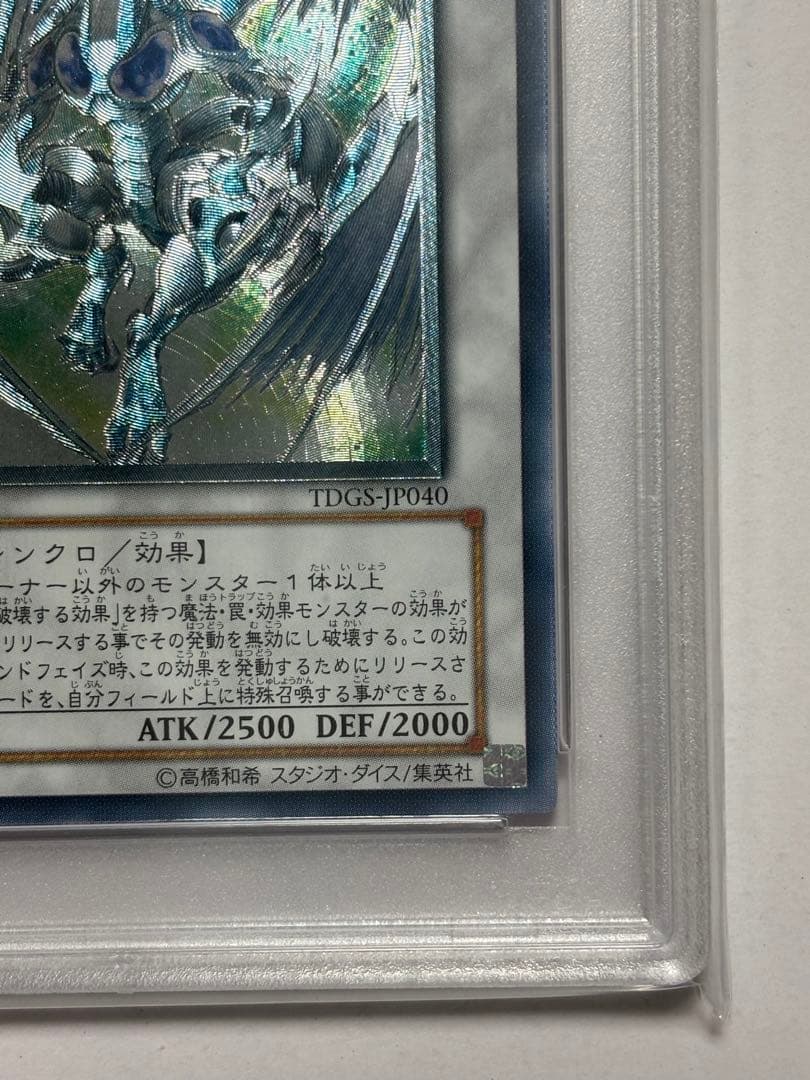 TDGS-JP040
シンクロ／効果】
ーナー以外のモンスター１体以上
破壊する効果」を持つ魔法・罠・効果モンスターの効果が
リリースする事でその発動を無効にし破壊する。この効
ンドフェイズ時、この効果を発動するためにリリースさ
ードを、自分フィールド上に特殊召喚する事ができる。
ATK/2500 DEF/2000
©高橋和希 スタジオ・ダイス/集英社